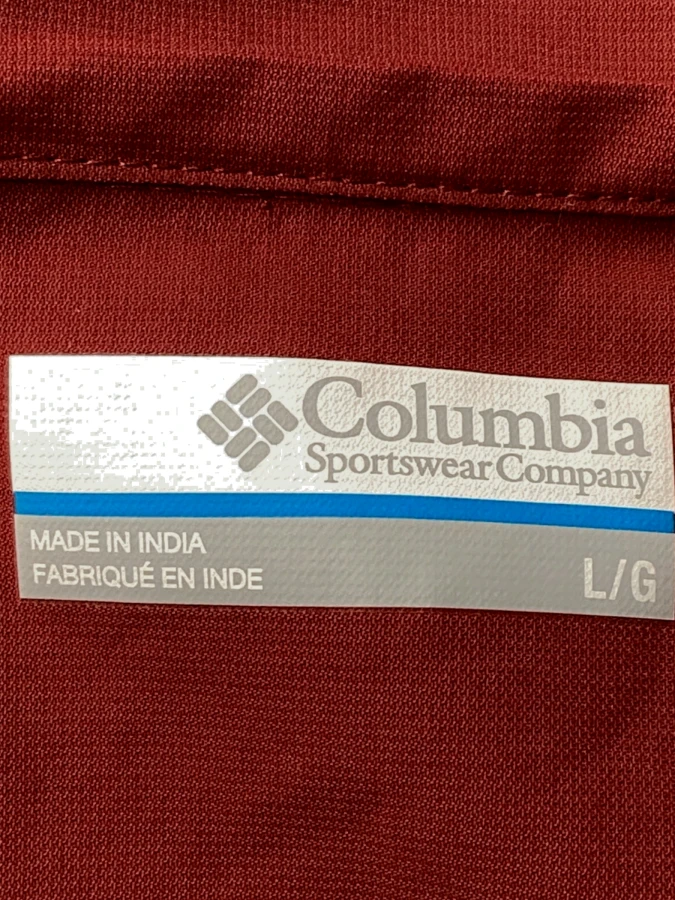 Columbia
Sportswear Company
MADE IN INDIA
FABRIQUÉ EN INDE
L/G